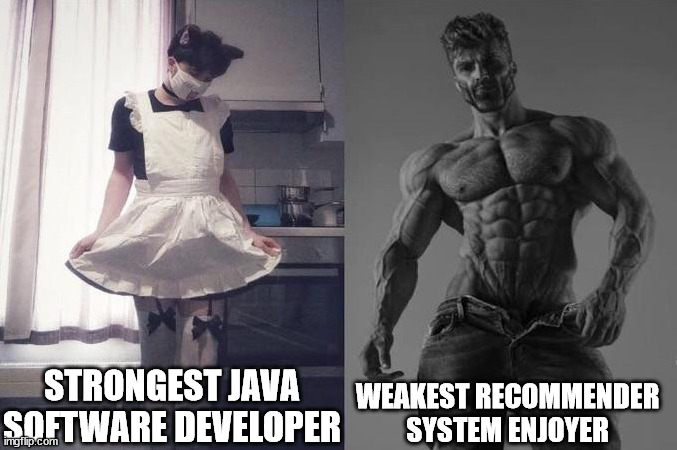 STRONGEST JAVA
SOFTWARE DEVELOPER
imgflip.com
WEAKEST RECOMMENDER
SYSTEM ENJOYER